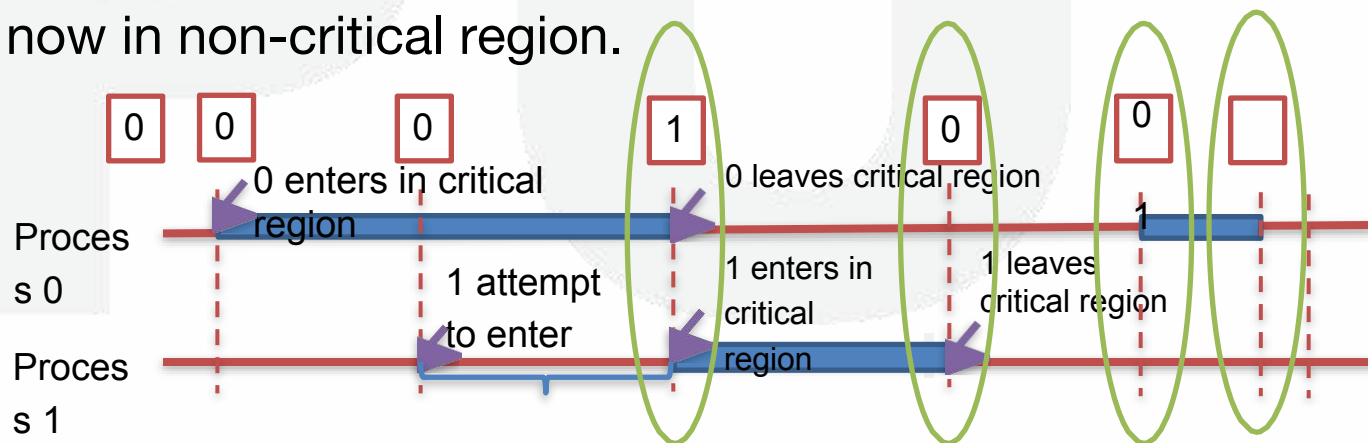 now in non-critical region.
0 0 0 1 0 0
0 enters in critical
region
0 leaves critical region
1
Proces
s 0
1 attempt
to enter
1 enters in
critical
region
1 leaves
critical region
Proces
s 1